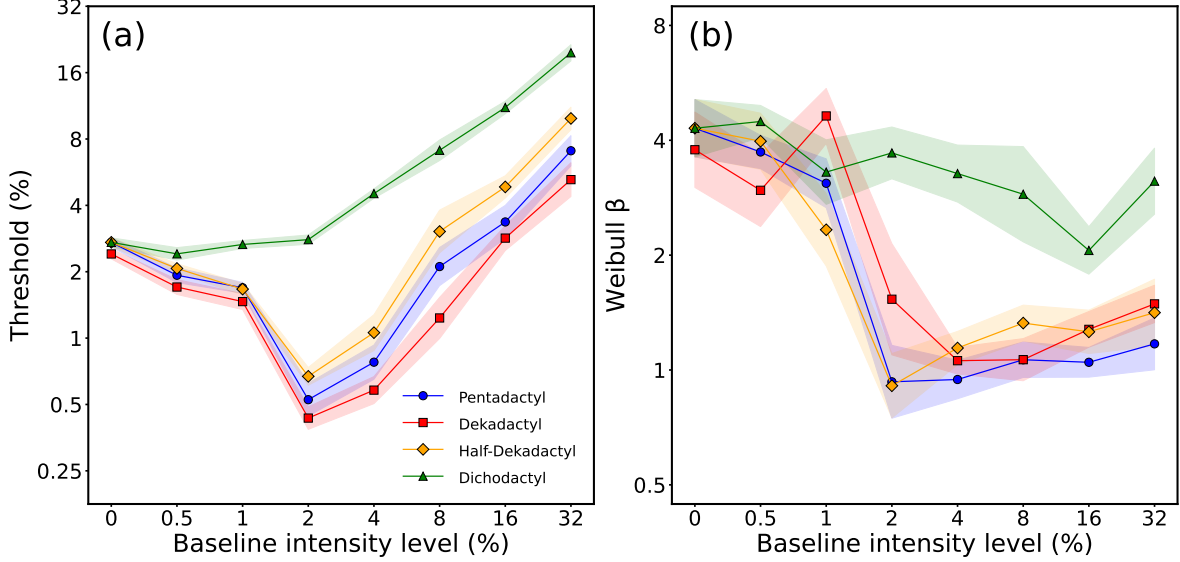 (a)
32
16
8
4
2
1
0.5
0.25
Threshold (%)
0 0.5 1 2 4 8 16 32
Baseline intensity level (%)
Pentadactyl
Dekadactyl
Half-Dekadactyl
Dichodactyl
(b)
8
4
2
1
0.5
Weibull β
0 0.5 1 2 4 8 16 32
Baseline intensity level (%)